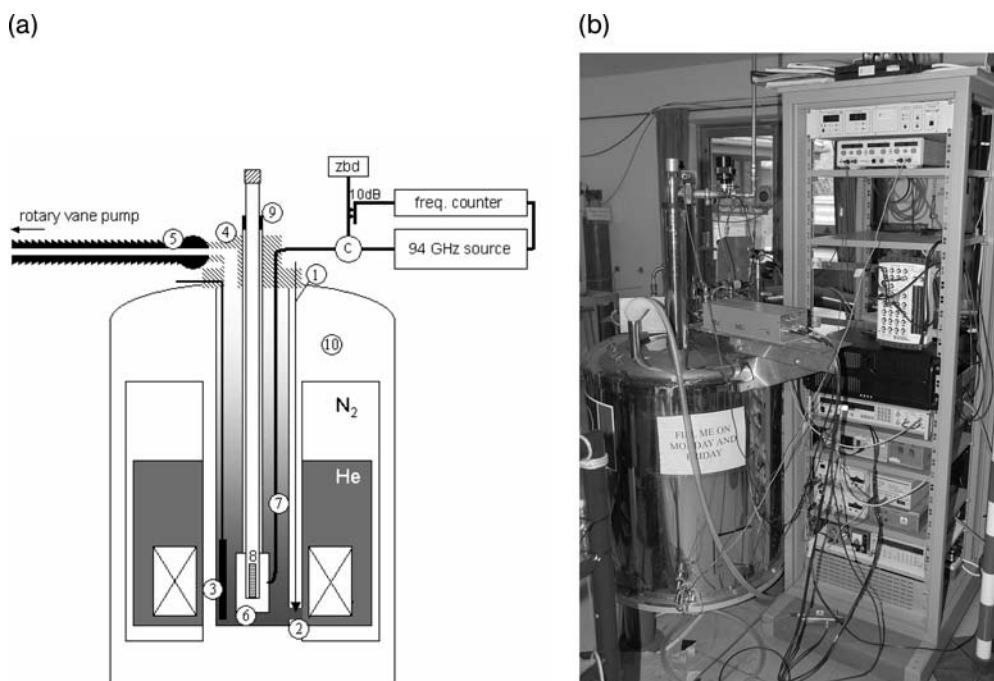 (a)
(b)
zbd
10dB
freq. counter
94 GHz source
C
rotary vane pump
5
4
9
1
10
N2
He
7
8
3
6
2
FILL ME ON
MONDAY AND
FRIDAY